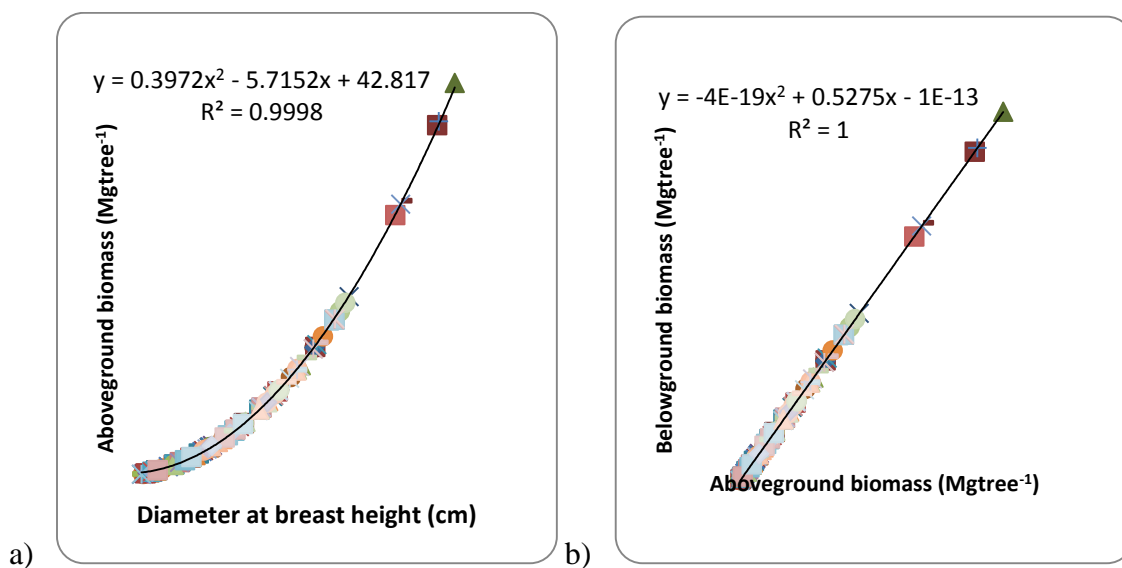 y = 0.3972x² - 5.7152x + 42.817
R² = 0.9998
Aboveground biomass (Mgtree⁻¹)
Diameter at breast height (cm)
a)
y = -4E-19x² + 0.5275x - 1E-13
R² = 1
Belowground biomass (Mgtree⁻¹)
Aboveground biomass (Mgtree⁻¹)
b)